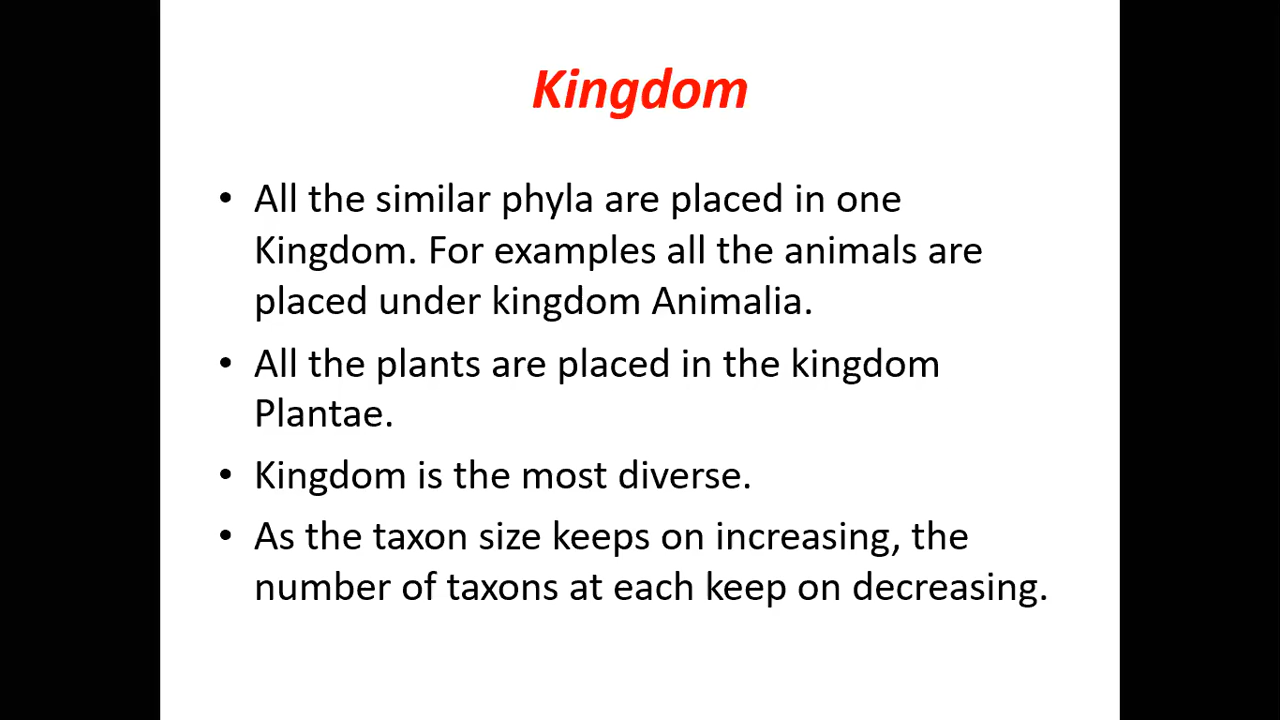 Kingdom
• All the similar phyla are placed in one
Kingdom. For examples all the animals are
placed under kingdom Animalia.
• All the plants are placed in the kingdom
Plantae.
• Kingdom is the most diverse.
• As the taxon size keeps on increasing, the
number of taxons at each keep on decreasing.